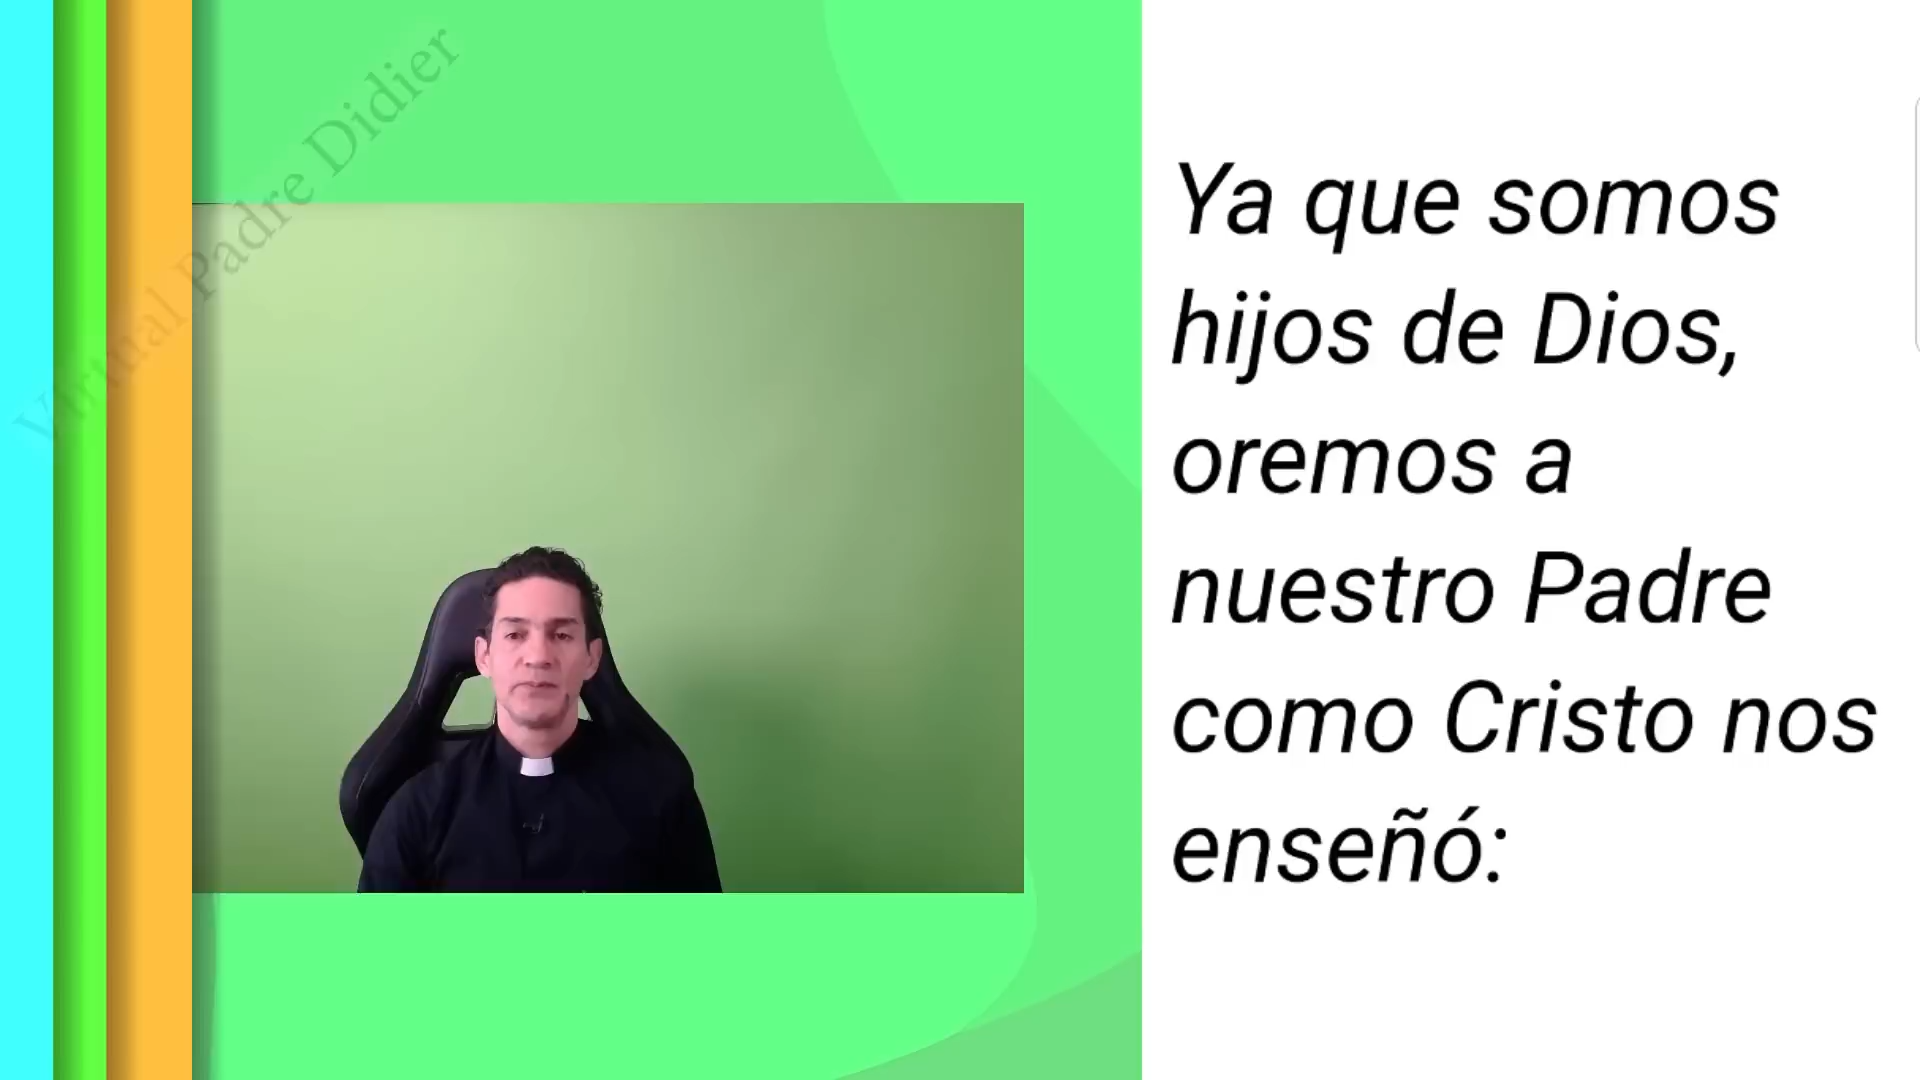 Virtual Padre Didier
Ya que somos
hijos de Dios,
oremos a
nuestro Padre
como Cristo nos
enseñó: